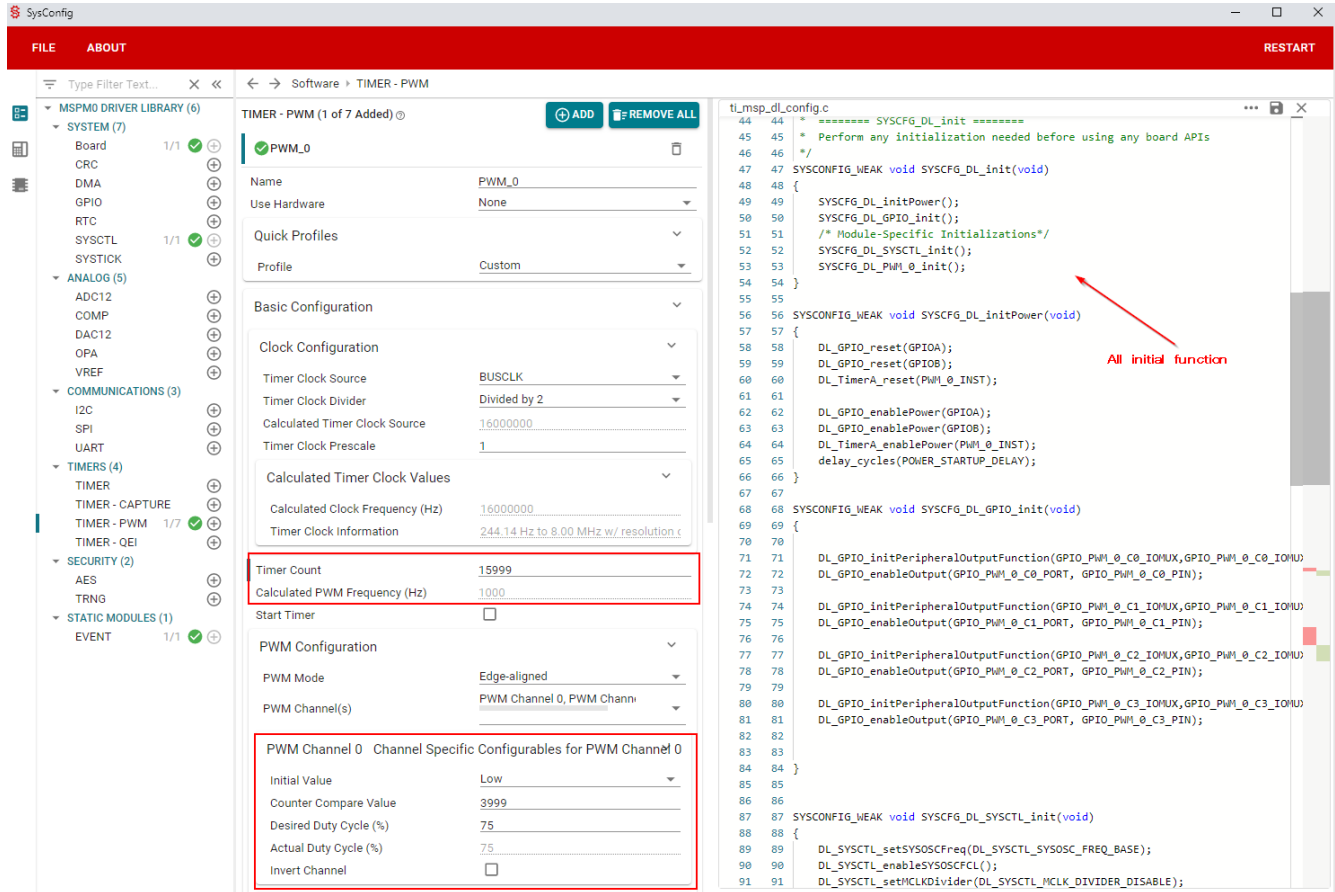 SysConfig
FILE ABOUT RESTART
Type Filter Text...
Software TIMER - PWM
MSPM0 DRIVER LIBRARY (6)
SYSTEM (7)
Board 1/1
CRC
DMA
GPIO
RTC
SYSCTL 1/1
SYSTICK
ANALOG (5)
ADC12
COMP
DAC12
OPA
VREF
COMMUNICATIONS (3)
I2C
SPI
UART
TIMERS (4)
TIMER
TIMER - CAPTURE
TIMER - PWM 1/7
TIMER - QEI
SECURITY (2)
AES
TRNG
STATIC MODULES (1)
EVENT 1/1
TIMER - PWM (1 of 7 Added)
ADD
REMOVE ALL
PWM_0
Name PWM_0
Use Hardware None
Quick Profiles
Profile Custom
Basic Configuration
Clock Configuration
Timer Clock Source BUSCLK
Timer Clock Divider Divided by 2
Calculated Timer Clock Source 16000000
Timer Clock Prescale 1
Calculated Timer Clock Values
Calculated Clock Frequency (Hz) 16000000
Timer Clock Information 244.14 Hz to 8.00 MHz w/ resolution
Timer Count 15999
Calculated PWM Frequency (Hz) 1000
Start Timer
PWM Configuration
PWM Mode Edge-aligned
PWM Channel(s) PWM Channel 0, PWM Chann
PWM Channel 0 Channel Specific Configurables for PWM Channel 0
Initial Value Low
Counter Compare Value 3999
Desired Duty Cycle (%) 75
Actual Duty Cycle (%) 75
Invert Channel
ti_msp_dl_config.c
44 44 * ======== SYSCFG_DL_init ========
45 45 * Perform any initialization needed before using any board APIs
46 46 */
47 47 SYSCONFIG_WEAK void SYSCFG_DL_init(void)
48 48 {
49 49 SYSCFG_DL_initPower();
50 50 SYSCFG_DL_GPIO_init();
51 51 /* Module-Specific Initializations*/
52 52 SYSCFG_DL_SYSCTL_init();
53 53 SYSCFG_DL_PWM_0_init();
54 54 }
55 55
56 56 SYSCONFIG_WEAK void SYSCFG_DL_initPower(void)
57 57 {
58 58 DL_GPIO_reset(GPIOA);
59 59 DL_GPIO_reset(GPIOB);
60 60 DL_TimerA_reset(PWM_0_INST);
61 61
62 62 DL_GPIO_enablePower(GPIOA);
63 63 DL_GPIO_enablePower(GPIOB);
64 64 DL_TimerA_enablePower(PWM_0_INST);
65 65 delay_cycles(POWER_STARTUP_DELAY);
66 66 }
67 67
68 68 SYSCONFIG_WEAK void SYSCFG_DL_GPIO_init(void)
69 69 {
70 70
71 71 DL_GPIO_initPeripheralOutputFunction(GPIO_PWM_0_C0_IOMUX,GPIO_PWM_0_C0_IOMUX
72 72 DL_GPIO_enableOutput(GPIO_PWM_0_C0_PORT, GPIO_PWM_0_C0_PIN);
73 73
74 74 DL_GPIO_initPeripheralOutputFunction(GPIO_PWM_0_C1_IOMUX,GPIO_PWM_0_C1_IOMUX
75 75 DL_GPIO_enableOutput(GPIO_PWM_0_C1_PORT, GPIO_PWM_0_C1_PIN);
76 76
77 77 DL_GPIO_initPeripheralOutputFunction(GPIO_PWM_0_C2_IOMUX,GPIO_PWM_0_C2_IOMUX
78 78 DL_GPIO_enableOutput(GPIO_PWM_0_C2_PORT, GPIO_PWM_0_C2_PIN);
79 79
80 80 DL_GPIO_initPeripheralOutputFunction(GPIO_PWM_0_C3_IOMUX,GPIO_PWM_0_C3_IOMUX
81 81 DL_GPIO_enableOutput(GPIO_PWM_0_C3_PORT, GPIO_PWM_0_C3_PIN);
82 82
83 83
84 84 }
85 85
86 86
87 87 SYSCONFIG_WEAK void SYSCFG_DL_SYSCTL_init(void)
88 88 {
89 89 DL_SYSCTL_setSYSOSCFreq(DL_SYSCTL_SYSOSC_FREQ_BASE);
90 90 DL_SYSCTL_enableSYSOSCFCL();
91 91 DL_SYSCTL_setMCLKDivider(DL_SYSCTL_MCLK_DIVIDER_DISABLE);
All initial function